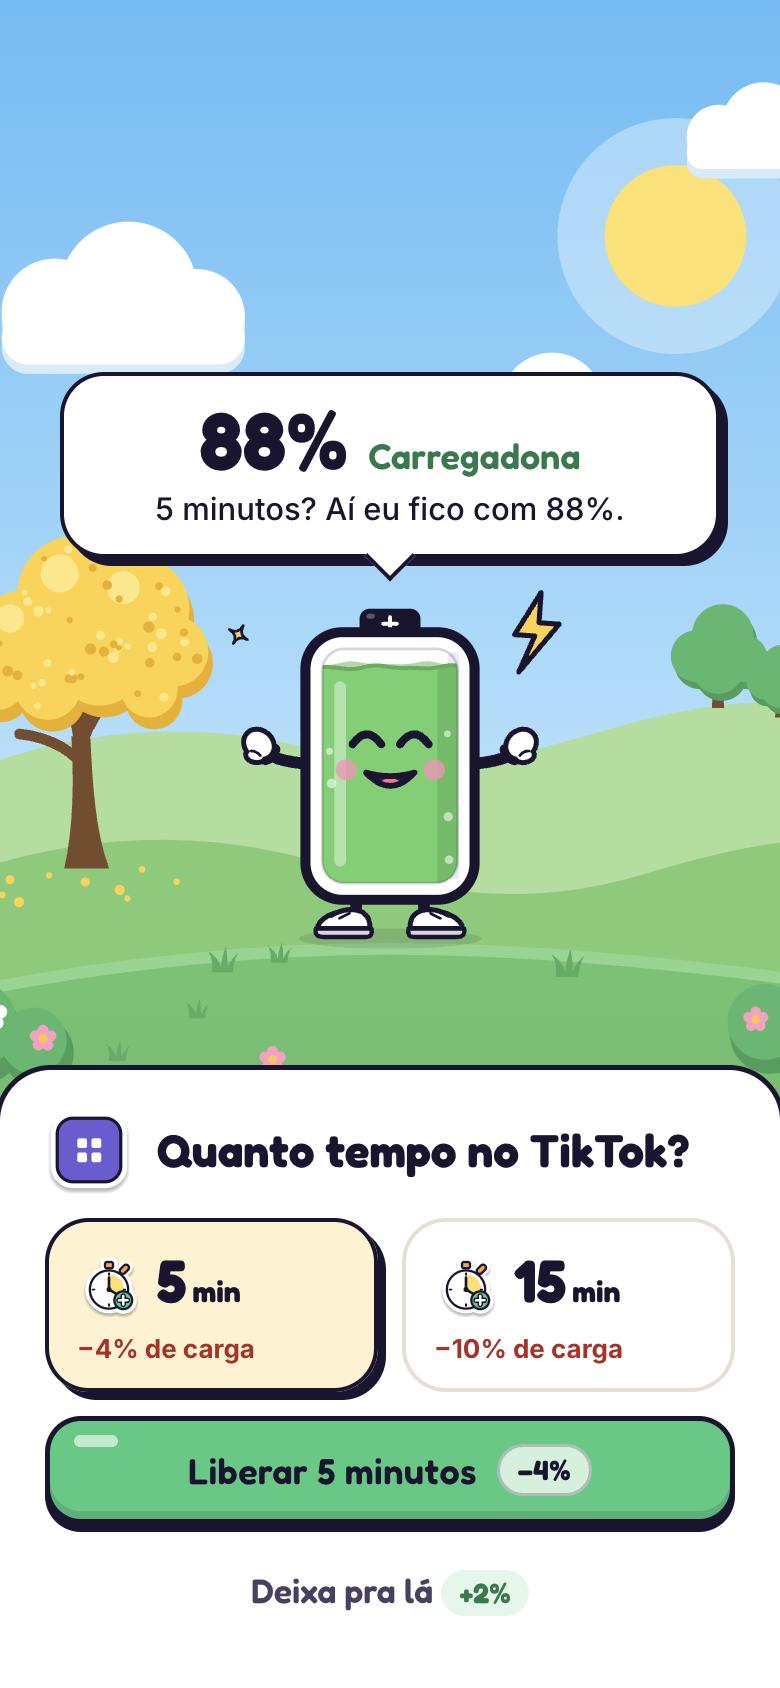 88% Carregadona
5 minutos? Aí eu fico com 88%.
Quanto tempo no TikTok?
5 min
−4% de carga
15 min
−10% de carga
Liberar 5 minutos −4%
Deixa pra lá +2%